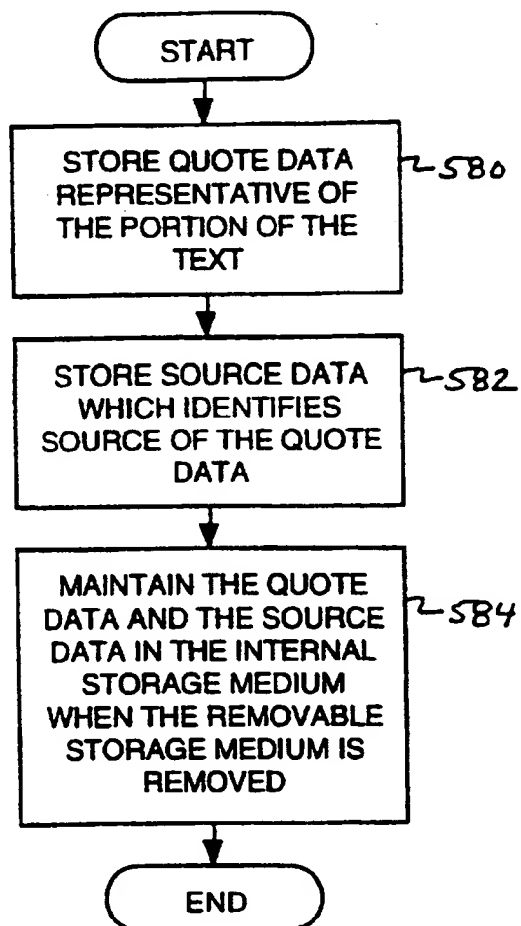 START
STORE QUOTE DATA
REPRESENTATIVE OF
THE PORTION OF THE
TEXT
580
STORE SOURCE DATA
WHICH IDENTIFIES
SOURCE OF THE QUOTE
DATA
582
MAINTAIN THE QUOTE
DATA AND THE SOURCE
DATA IN THE INTERNAL
STORAGE MEDIUM
WHEN THE REMOVABLE
STORAGE MEDIUM IS
REMOVED
584
END